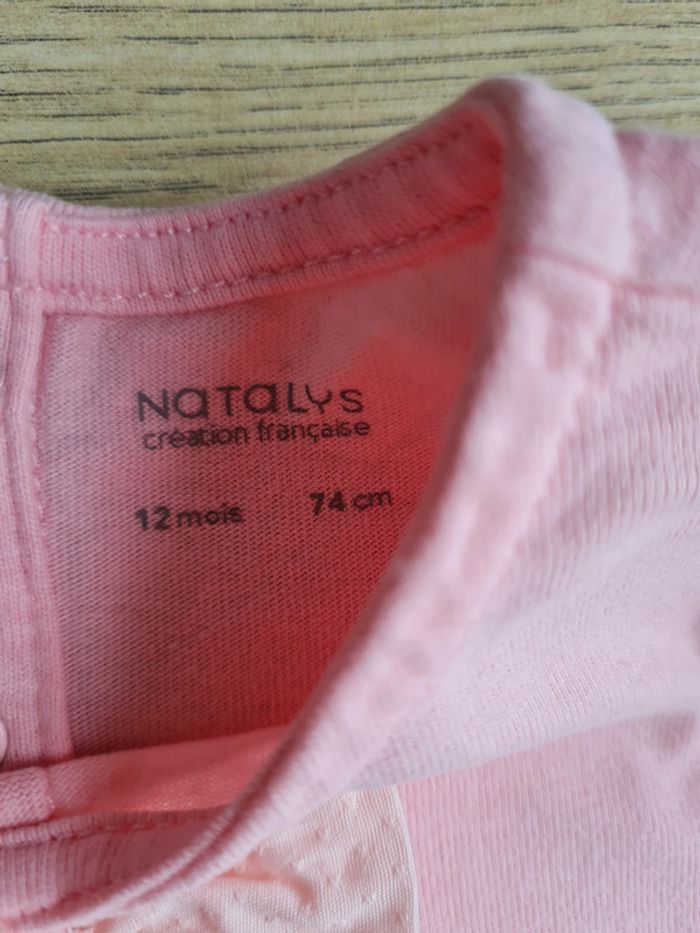 NaTaLYs
création française
12 mois 74 cm